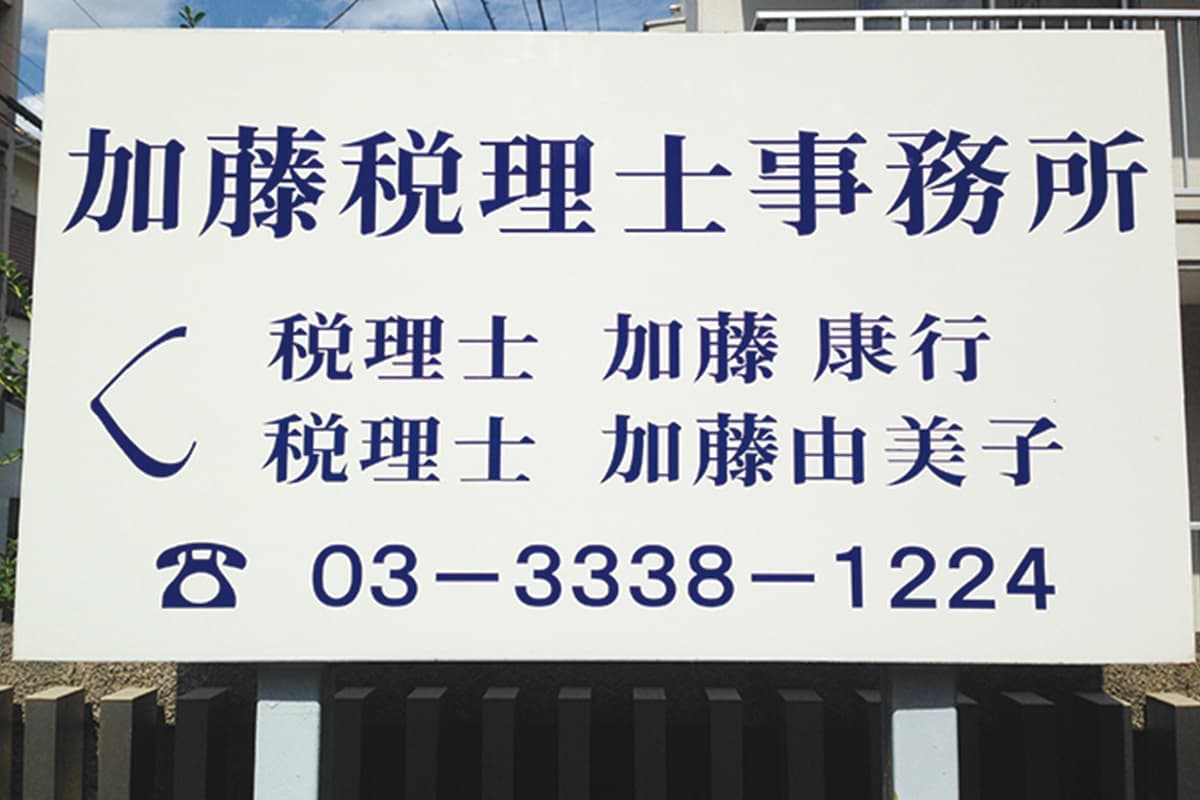 加藤税理士事務所
税理士 加藤 康行
税理士 加藤由美子
☎ 03-3338-1224